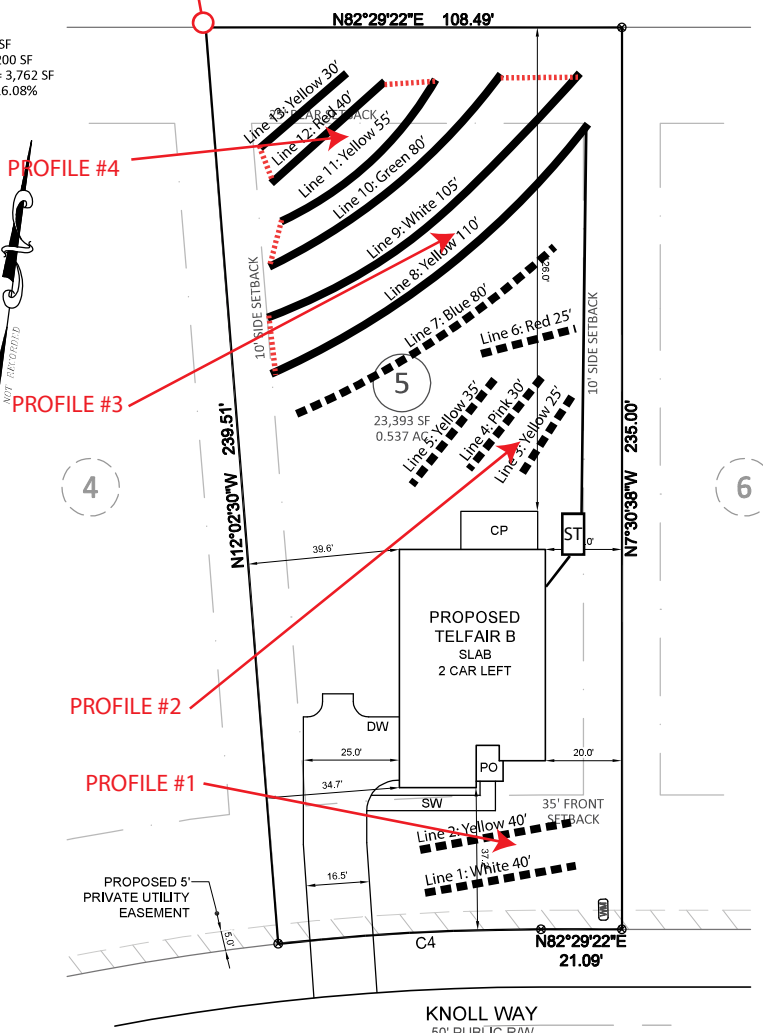 N82°29'22"E 108.49'
SF
200 SF
= 3,762 SF
6.08%
Line 13: Yellow 30'
Line 12: Red 40'
REAR SETBACK
Line 11: Yellow 55'
Line 10: Green 80'
Line 9: White 105'
Line 8: Yellow 110'
Line 7: Blue 80'
Line 6: Red 25'
PROFILE #4
10' SIDE SETBACK
126.0'
10' SIDE SETBACK
NOT RECORDED
PROFILE #3
5
23,393 SF
0.537 AC
Line 5: Yellow 35'
Line 4: Pink 30'
Line 3: Yellow 25'
N12°02'30"W 239.51'
N7°30'38"W 235.00'
4
6
CP
ST
39.6'
PROPOSED
TELFAIR B
SLAB
2 CAR LEFT
PROFILE #2
DW
25.0'
20.0'
PO
PROFILE #1
34.7'
SW
35' FRONT
SETBACK
Line 2: Yellow 40'
Line 1: White 40'
16.5'
PROPOSED 5'
PRIVATE UTILITY
EASEMENT
WM
5.0'
C4
N82°29'22"E
21.09'
KNOLL WAY
50' PUBLIC R/W